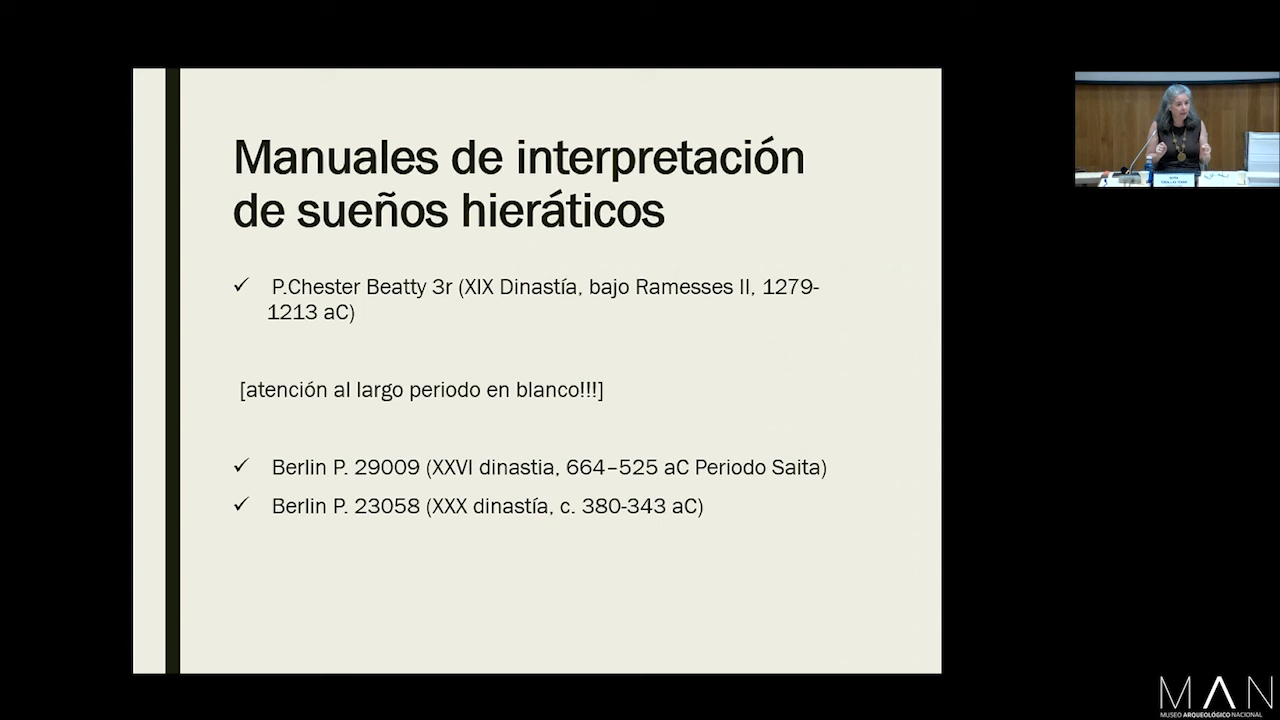 Manuales de interpretación
de sueños hieráticos
✓ P.Chester Beatty 3r (XIX Dinastía, bajo Ramesses II, 1279-
1213 aC)
[atención al largo periodo en blanco!!!]
✓ Berlin P. 29009 (XXVI dinastia, 664–525 aC Periodo Saita)
✓ Berlin P. 23058 (XXX dinastía, c. 380-343 aC)
MAN
MUSEO ARQUEOLÓGICO NACIONAL